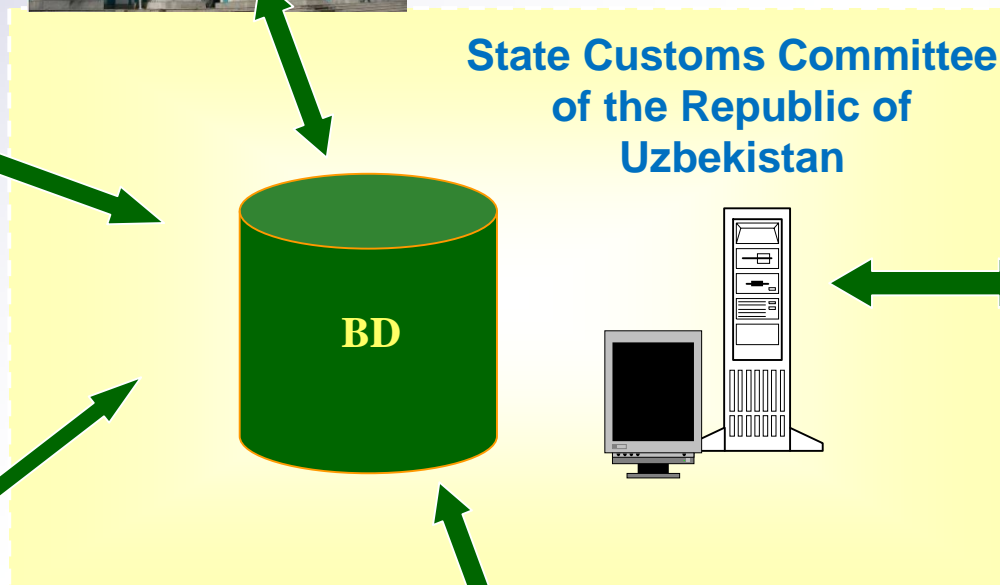 State Customs Committee
of the Republic of
Uzbekistan
BD